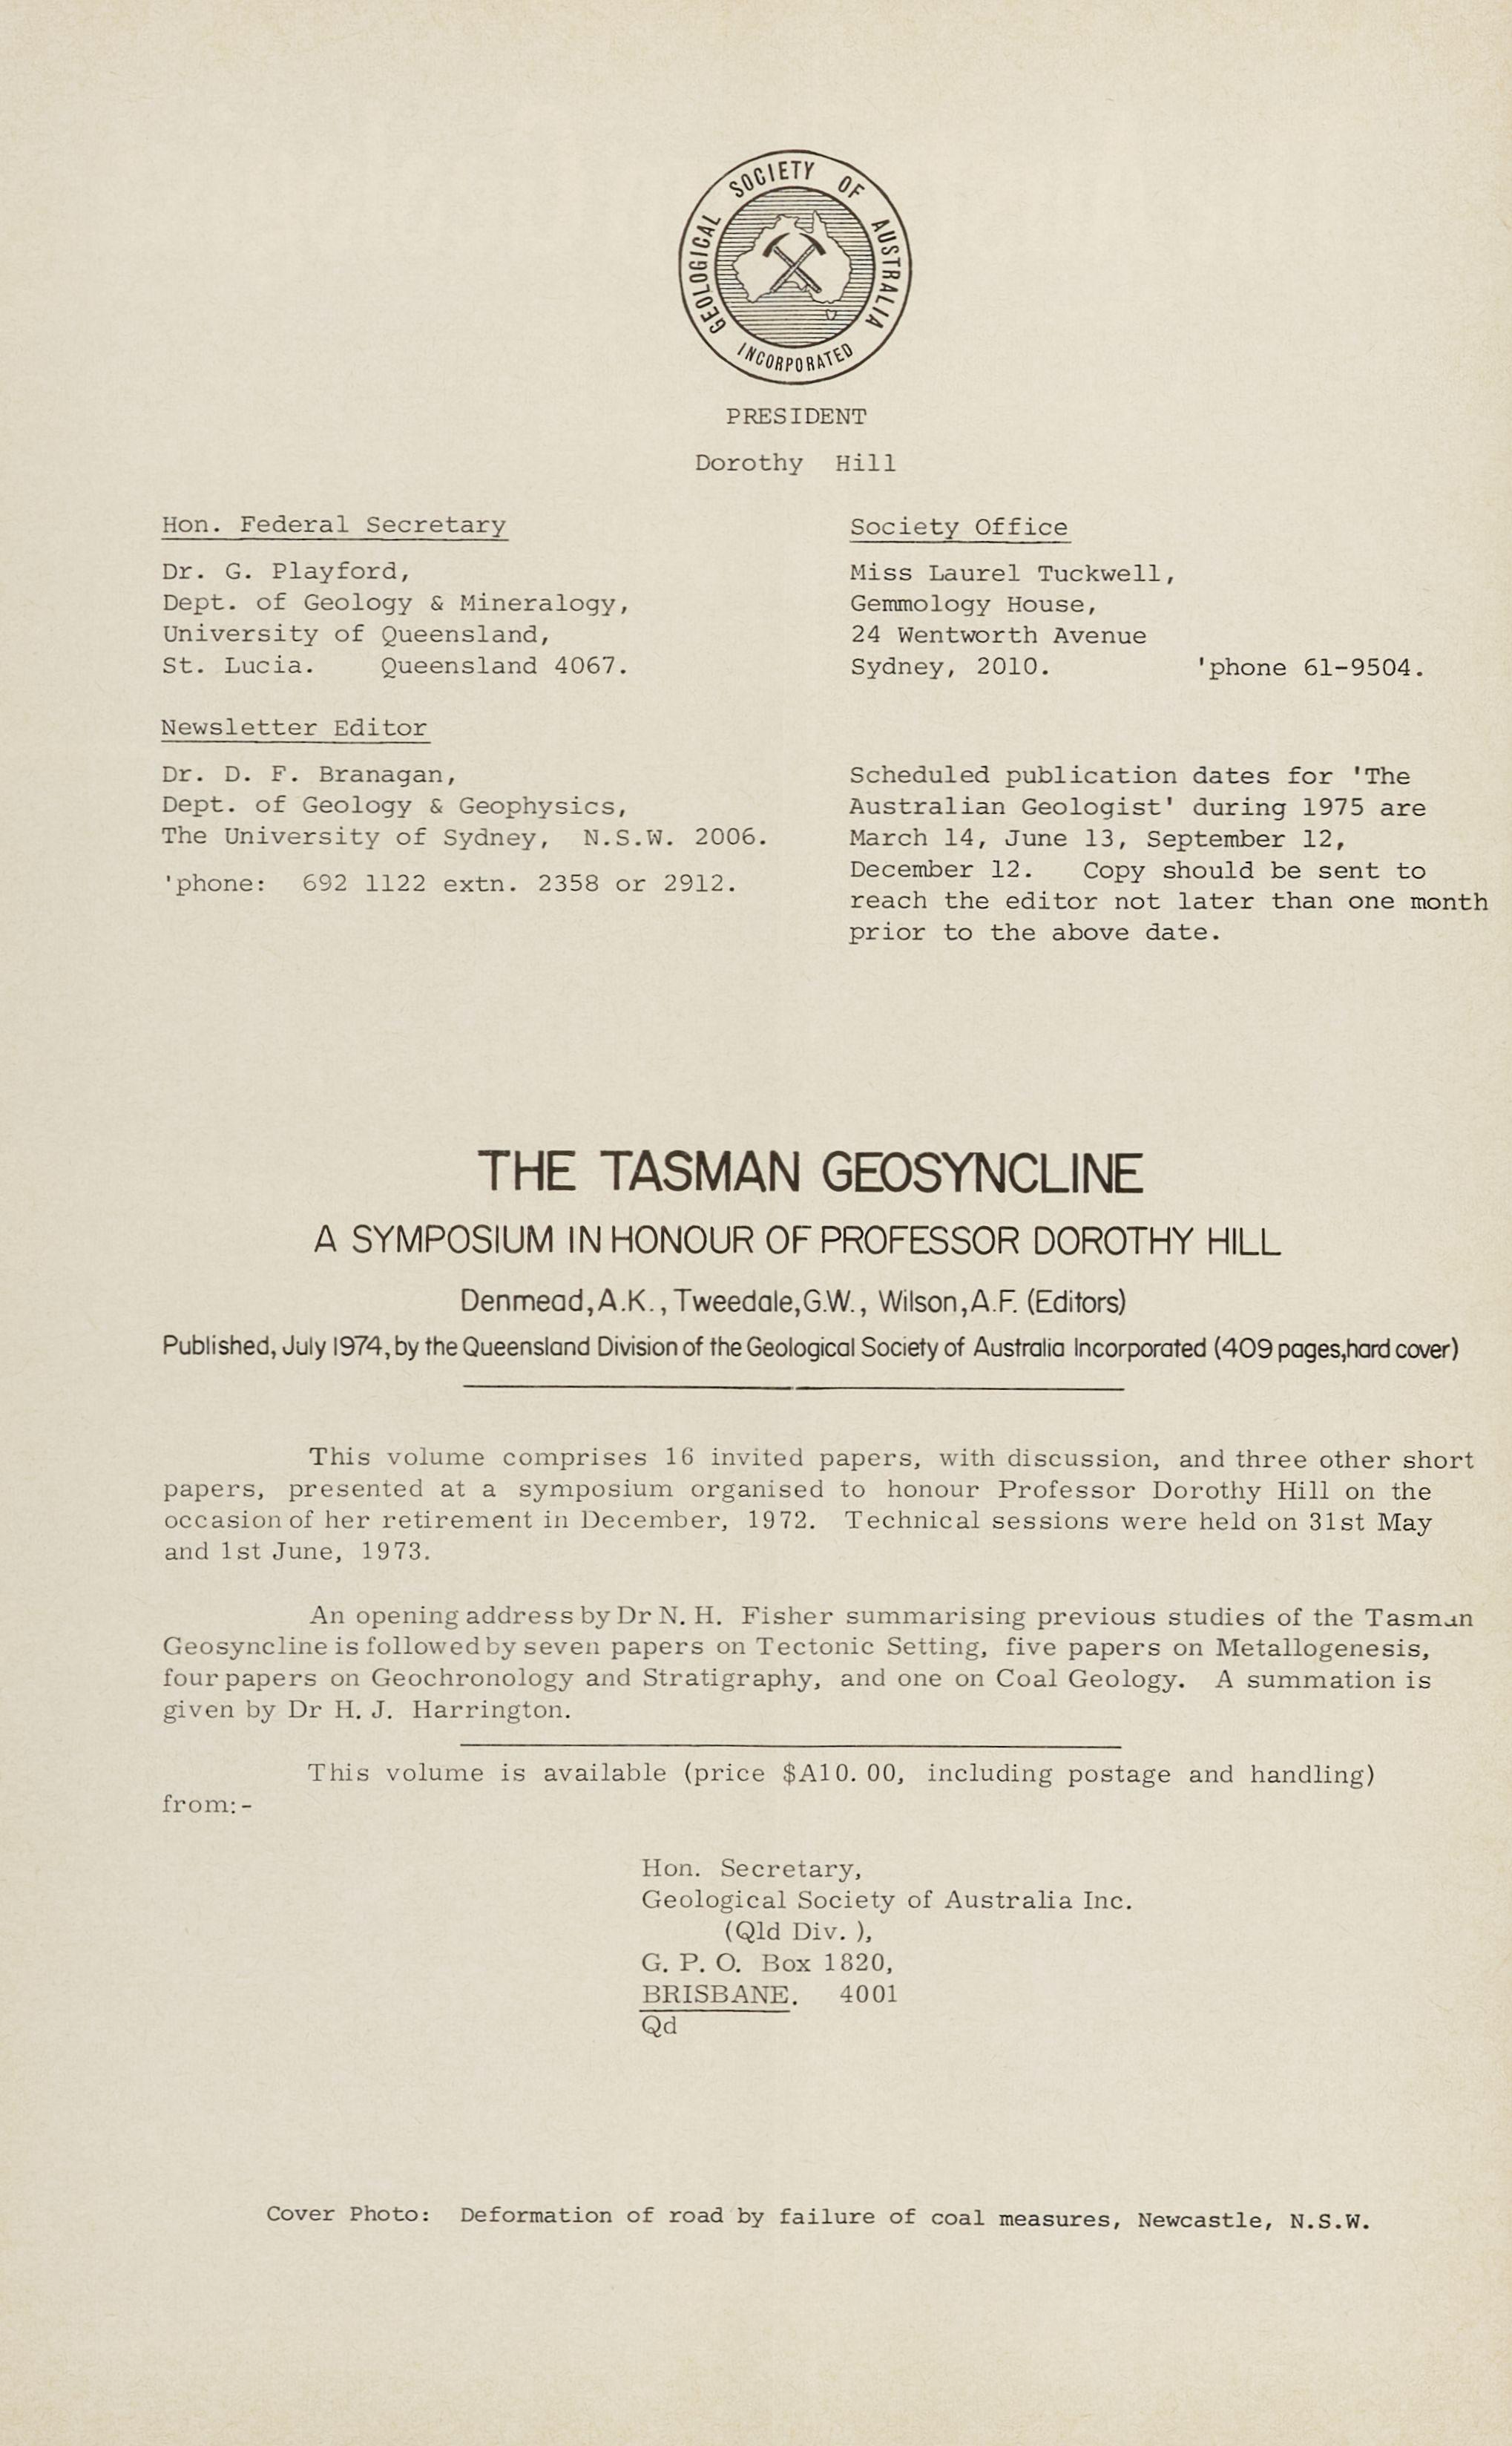 GEOLOGICAL SOCIETY OF AUSTRALIA
INCORPORATED
PRESIDENT
Dorothy Hill
Hon. Federal Secretary
Dr. G. Playford,
Dept. of Geology & Mineralogy,
University of Queensland,
St. Lucia. Queensland 4067.
Society Office
Miss Laurel Tuckwell,
Gemmology House,
24 Wentworth Avenue
Sydney, 2010. 'phone 61-9504.
Newsletter Editor
Dr. D. F. Branagan,
Dept. of Geology & Geophysics,
The University of Sydney, N.S.W. 2006.
'phone: 692 1122 extn. 2358 or 2912.
Scheduled publication dates for 'The
Australian Geologist' during 1975 are
March 14, June 13, September 12,
December 12. Copy should be sent to
reach the editor not later than one month
prior to the above date.
THE TASMAN GEOSYNCLINE
A SYMPOSIUM IN HONOUR OF PROFESSOR DOROTHY HILL
Denmead, A.K., Tweedale, G.W., Wilson, A.F. (Editors)
Published, July 1974, by the Queensland Division of the Geological Society of Australia Incorporated (409 pages, hard cover)
This volume comprises 16 invited papers, with discussion, and three other short
papers, presented at a symposium organised to honour Professor Dorothy Hill on the
occasion of her retirement in December, 1972. Technical sessions were held on 31st May
and 1st June, 1973.
An opening address by Dr N. H. Fisher summarising previous studies of the Tasman
Geosyncline is followed by seven papers on Tectonic Setting, five papers on Metallogenesis,
four papers on Geochronology and Stratigraphy, and one on Coal Geology. A summation is
given by Dr H. J. Harrington.
This volume is available (price $A10.00, including postage and handling)
from:-
Hon. Secretary,
Geological Society of Australia Inc.
(Qld Div.),
G. P. O. Box 1820,
BRISBANE. 4001
Qd
Cover Photo: Deformation of road by failure of coal measures, Newcastle, N.S.W.